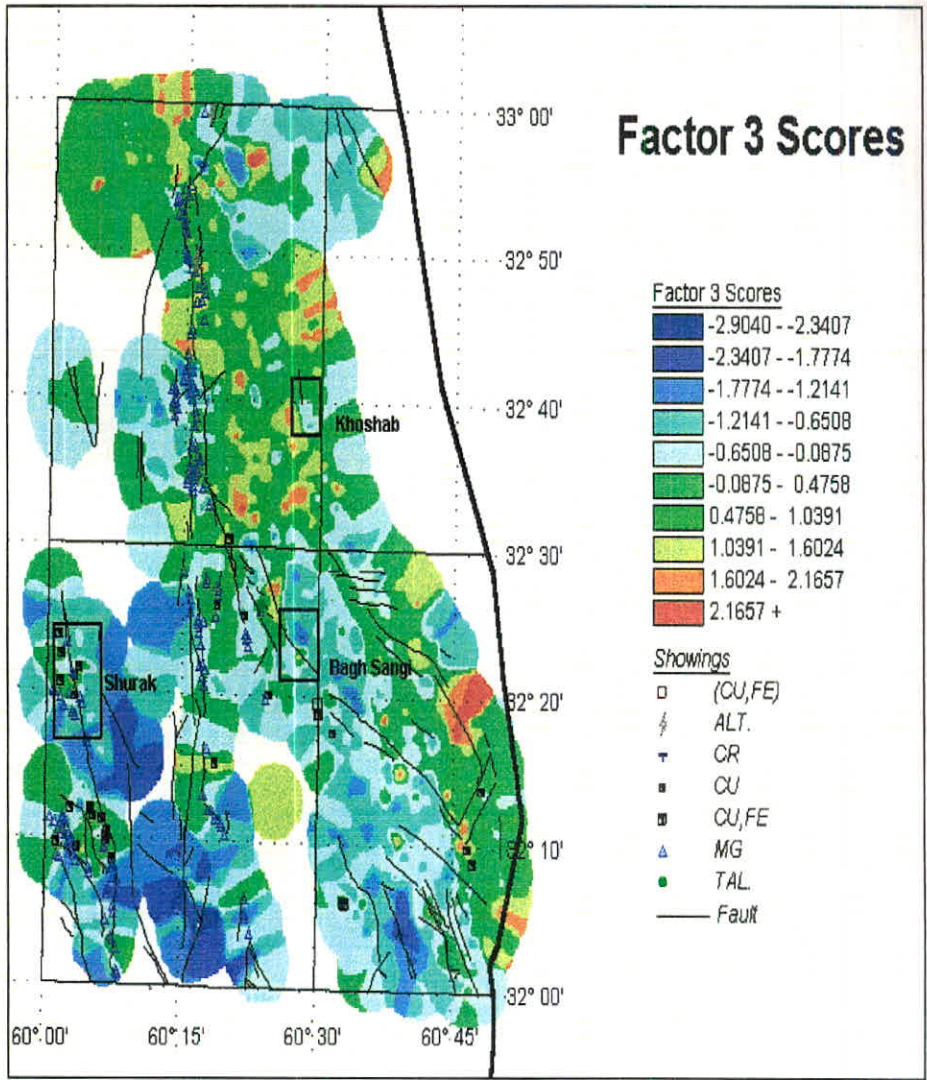 Factor 3 Scores
33° 00'
32° 50'
32° 40'
32° 30'
32° 20'
32° 10'
32° 00'
60° 00'
60° 15'
60° 30'
60° 45'
Khoshab
Bagh Sangi
Shurak
Factor 3 Scores
-2.9040 - -2.3407
-2.3407 - -1.7774
-1.7774 - -1.2141
-1.2141 - -0.6508
-0.6508 - -0.0875
-0.0875 - 0.4758
0.4758 - 1.0391
1.0391 - 1.6024
1.6024 - 2.1657
2.1657 +
Showings
(CU,FE)
ALT.
CR
CU
CU,FE
MG
TAL.
Fault